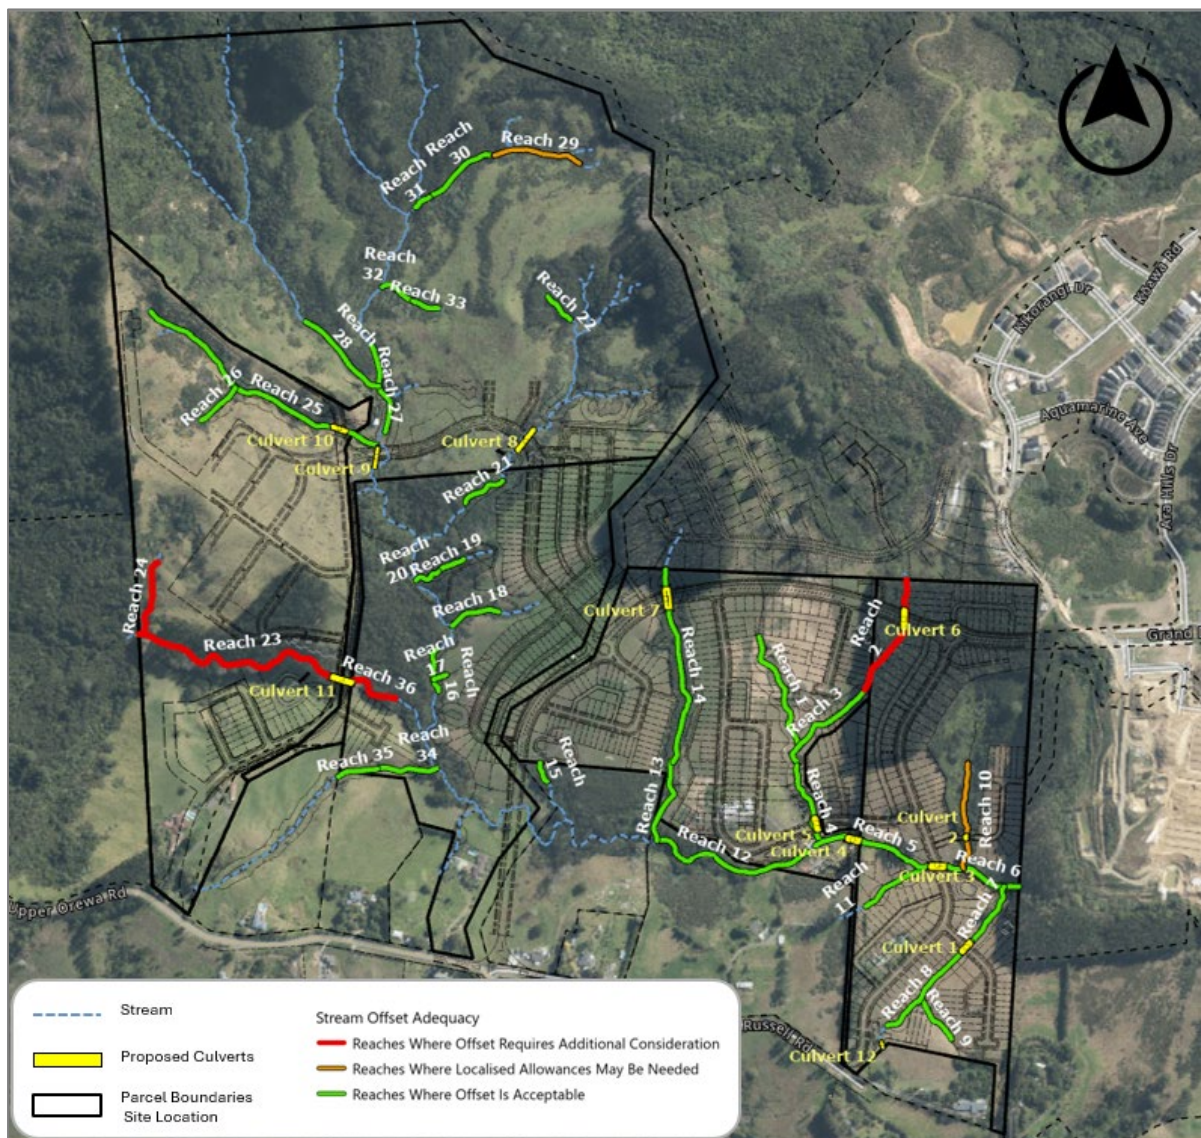 Reach 29
Reach
30
Reach
31
Reach
32
Reach 33
Reach 22
Reach
28
Reach
27
Reach 26
Reach 25
Culvert 10
Culvert 9
Culvert 8
Reach 21
Reach
20
Reach 19
Reach 18
Reach
17
Reach
16
Reach 24
Reach 23
Reach 36
Culvert 11
Reach
34
Reach 35
Reach
15
Culvert 7
Reach 14
Reach 13
Reach 12
Reach 1
Reach 3
Reach
2
Culvert 6
Reach 4
Culvert 5
Culvert 4
Reach 5
Culvert
2
Reach 10
Culvert 3
Reach 6
Reach 7
Reach
11
Culvert 1
Reach 8
Reach 9
Culvert 12
Nikorangi Dr
Aquamarine Ave
Ara Hills Dr
Upper Orewa Rd
Russell Rd
Stream
Proposed Culverts
Parcel Boundaries
Site Location
Stream Offset Adequacy
Reaches Where Offset Requires Additional Consideration
Reaches Where Localised Allowances May Be Needed
Reaches Where Offset Is Acceptable